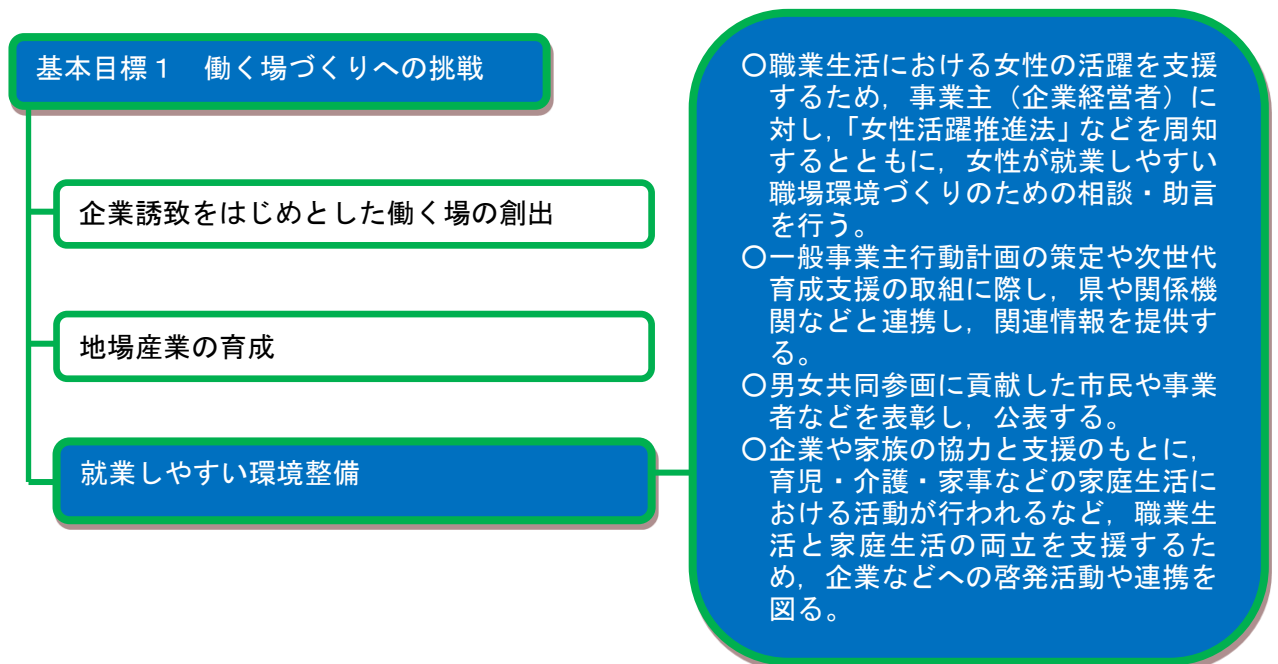 基本目標1　働く場づくりへの挑戦
企業誘致をはじめとした働く場の創出
地場産業の育成
就業しやすい環境整備
〇職業生活における女性の活躍を支援
するため，事業主（企業経営者）に
対し，「女性活躍推進法」などを周知
するとともに，女性が就業しやすい
職場環境づくりのための相談・助言
を行う。
〇一般事業主行動計画の策定や次世代
育成支援の取組に際し，県や関係機
関などと連携し，関連情報を提供す
る。
〇男女共同参画に貢献した市民や事業
者などを表彰し，公表する。
〇企業や家族の協力と支援のもとに，
育児・介護・家事などの家庭生活に
おける活動が行われるなど，職業生
活と家庭生活の両立を支援するた
め，企業などへの啓発活動や連携を
図る。